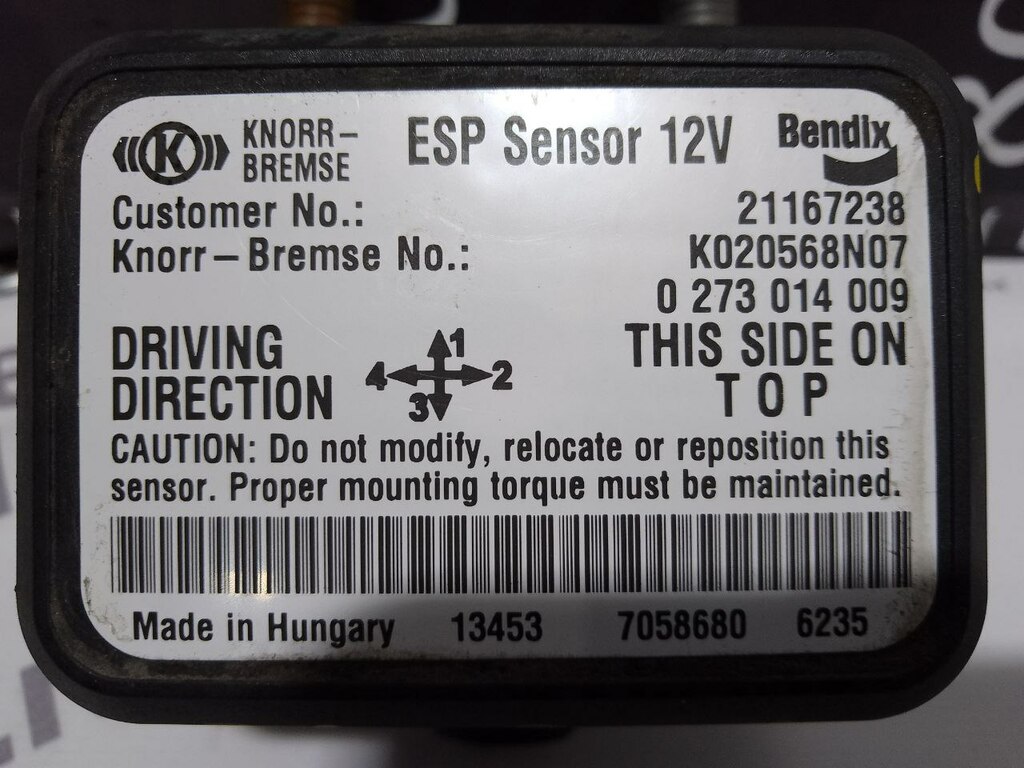 K KNORR-
BREMSE
ESP Sensor 12V
Bendix
Customer No.: 21167238
Knorr-Bremse No.: K020568N07
0 273 014 009
DRIVING
DIRECTION
1
4 2
3
THIS SIDE ON
TOP
CAUTION: Do not modify, relocate or reposition this
sensor. Proper mounting torque must be maintained.
Made in Hungary 13453 7058680 6235